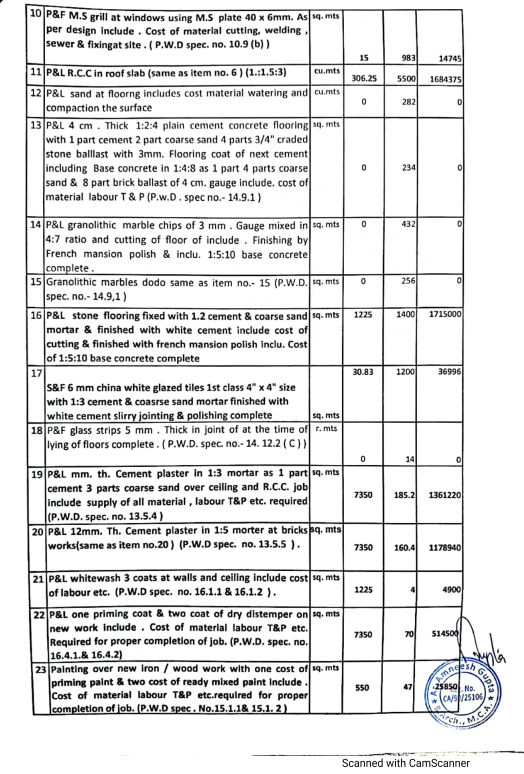 10 P&F M.S grill at windows using M.S plate 40 x 6mm. As sq. mts
per design include . Cost of material cutting, welding ,
sewer & fixingat site . ( P.W.D spec. no. 10.9 (b) )
15 983 14745
11 P&L R.C.C in roof slab (same as item no. 6 ) (1.:1.5:3) cu.mts
306.25 5500 1684375
12 P&L sand at floorng includes cost material watering and cu.mts
compaction the surface
0 282 0
13 P&L 4 cm . Thick 1:2:4 plain cement concrete flooring sq. mts
with 1 part cement 2 part coarse sand 4 parts 3/4" craded
stone balllast with 3mm. Flooring coat of next cement
including Base concrete in 1:4:8 as 1 part 4 parts coarse 0 234 0
sand & 8 part brick ballast of 4 cm. gauge include. cost of
material labour T & P (P.w.D . spec no.- 14.9.1 )
14 P&L granolithic marble chips of 3 mm . Gauge mixed in sq. mts 0 432 0
4:7 ratio and cutting of floor of include . Finishing by
French mansion polish & inclu. 1:5:10 base concrete
complete .
15 Granolithic marbles dodo same as item no.- 15 (P.W.D. sq. mts 0 256 0
spec. no.- 14.9,1 )
16 P&L stone flooring fixed with 1.2 cement & coarse sand sq. mts 1225 1400 1715000
mortar & finished with white cement include cost of
cutting & finished with french mansion polish inclu. Cost
of 1:5:10 base concrete complete
17 30.83 1200 36996
S&F 6 mm china white glazed tiles 1st class 4" x 4" size
with 1:3 cement & coasrse sand mortar finished with
white cement slirry jointing & polishing complete sq. mts
18 P&F glass strips 5 mm . Thick in joint of at the time of r. mts
lying of floors complete . ( P.W.D. spec. no.- 14. 12.2 ( C ) )
0 14 0
19 P&L mm. th. Cement plaster in 1:3 mortar as 1 part sq. mts
cement 3 parts coarse sand over ceiling and R.C.C. job
include supply of all material , labour T&P etc. required 7350 185.2 1361220
(P.W.D. spec. no. 13.5.4 )
20 P&L 12mm. Th. Cement plaster in 1:5 morter at bricks sq. mts
works(same as item no.20 ) (P.W.D spec. no. 13.5.5 ) .
7350 160.4 1178940
21 P&L whitewash 3 coats at walls and ceiling include cost sq. mts
of labour etc. (P.W.D spec. no. 16.1.1 & 16.1.2 ) . 1225 4 4900
22 P&L one priming coat & two coat of dry distemper on sq. mts
new work include . Cost of material labour T&P etc. 7350 70 514500
Required for proper completion of job. (P.W.D. spec. no.
16.4.1.& 16.4.2)
23 Painting over new Iron / wood work with one cost of sq. mts
priming paint & two cost of ready mixed paint include . 550 47 25850
Cost of material labour T&P etc.required for proper
completion of job. (P.W.D spec . No.15.1.1& 15.1. 2 )
Gupta
No.
CA/9 /25106
Arch., M.C.A.
Scanned with CamScanner